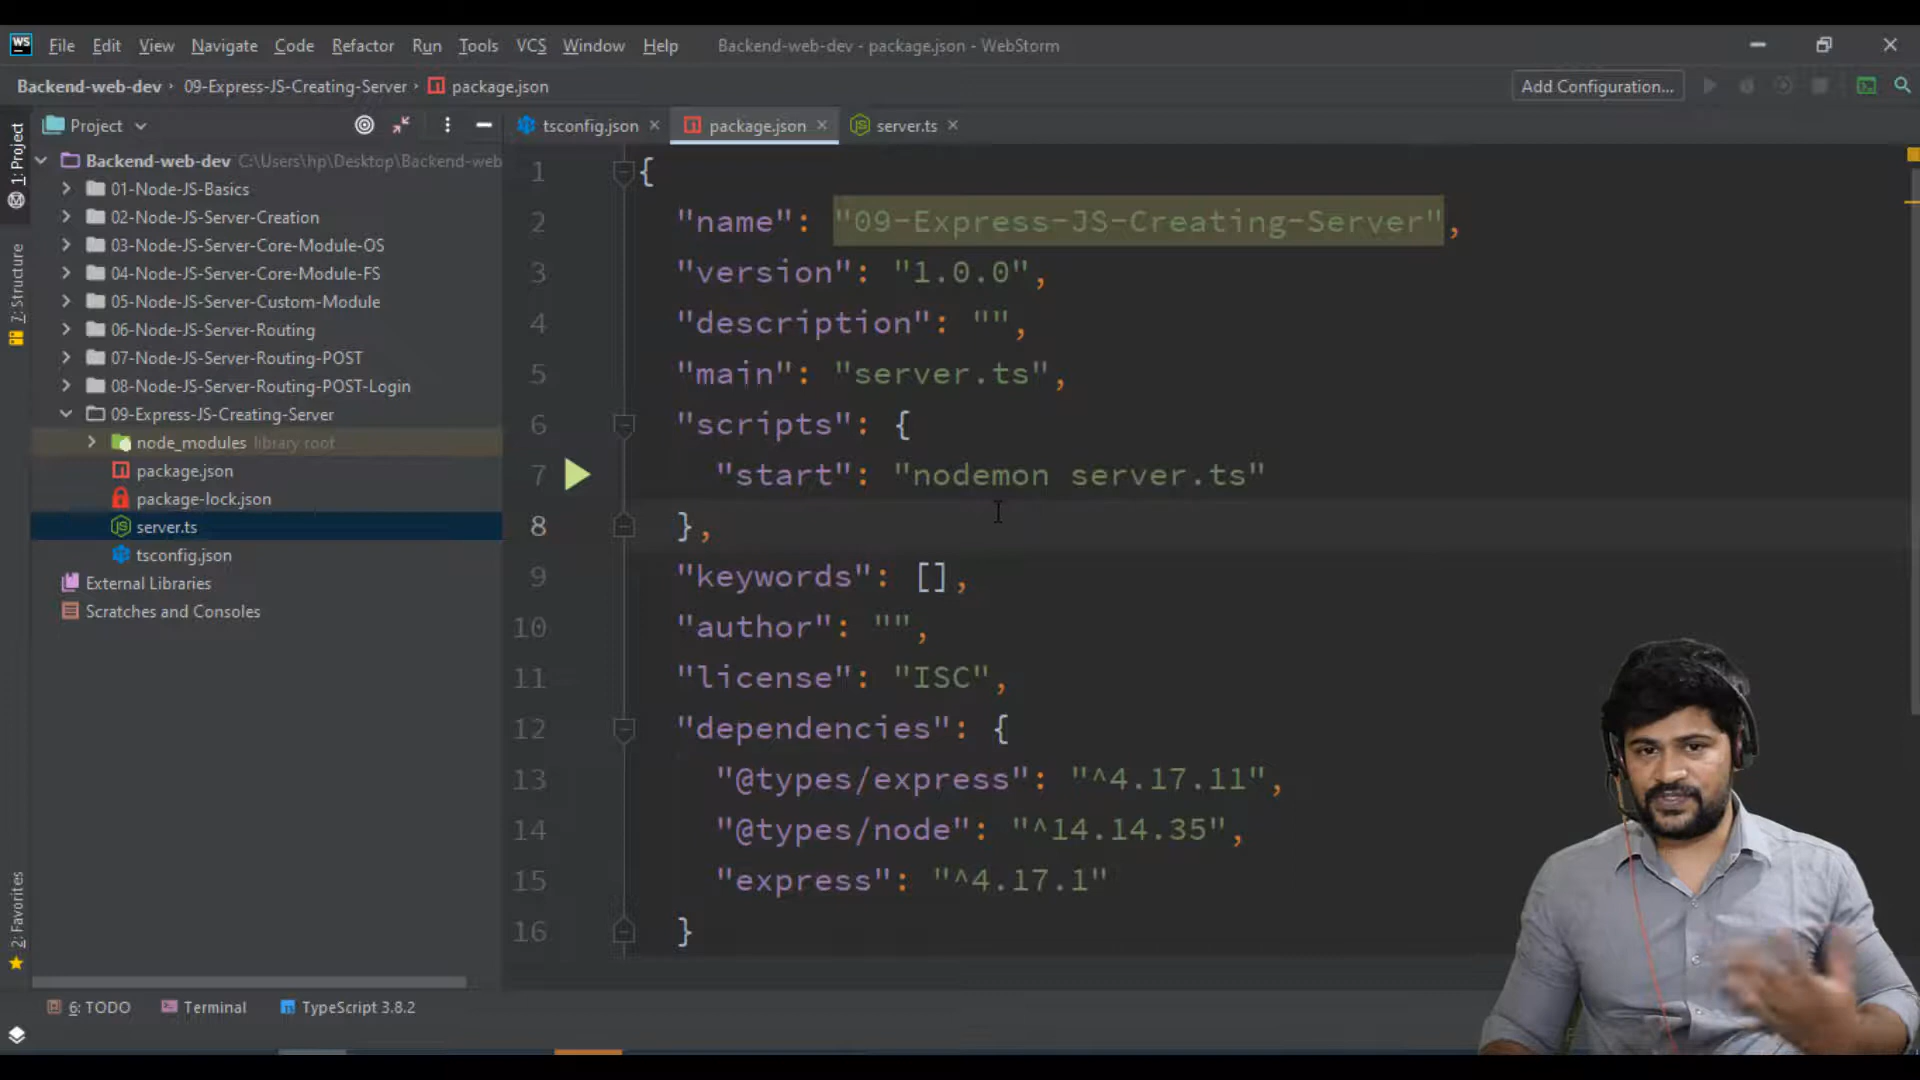 WS File Edit View Navigate Code Refactor Run Tools VCS Window Help Backend-web-dev - package.json - WebStorm
Backend-web-dev › 09-Express-JS-Creating-Server › package.json Add Configuration...
Project
tsconfig.json package.json server.ts
1: Project
7: Structure
2: Favorites
Backend-web-dev C:\Users\hp\Desktop\Backend-web
01-Node-JS-Basics
02-Node-JS-Server-Creation
03-Node-JS-Server-Core-Module-OS
04-Node-JS-Server-Core-Module-FS
05-Node-JS-Server-Custom-Module
06-Node-JS-Server-Routing
07-Node-JS-Server-Routing-POST
08-Node-JS-Server-Routing-POST-Login
09-Express-JS-Creating-Server
node_modules library root
package.json
package-lock.json
server.ts
tsconfig.json
External Libraries
Scratches and Consoles
1 {
2 "name": "09-Express-JS-Creating-Server",
3 "version": "1.0.0",
4 "description": "",
5 "main": "server.ts",
6 "scripts": {
7 "start": "nodemon server.ts"
8 },
9 "keywords": [],
10 "author": "",
11 "license": "ISC",
12 "dependencies": {
13 "@types/express": "^4.17.11",
14 "@types/node": "^14.14.35",
15 "express": "^4.17.1"
16 }
6: TODO Terminal TypeScript 3.8.2